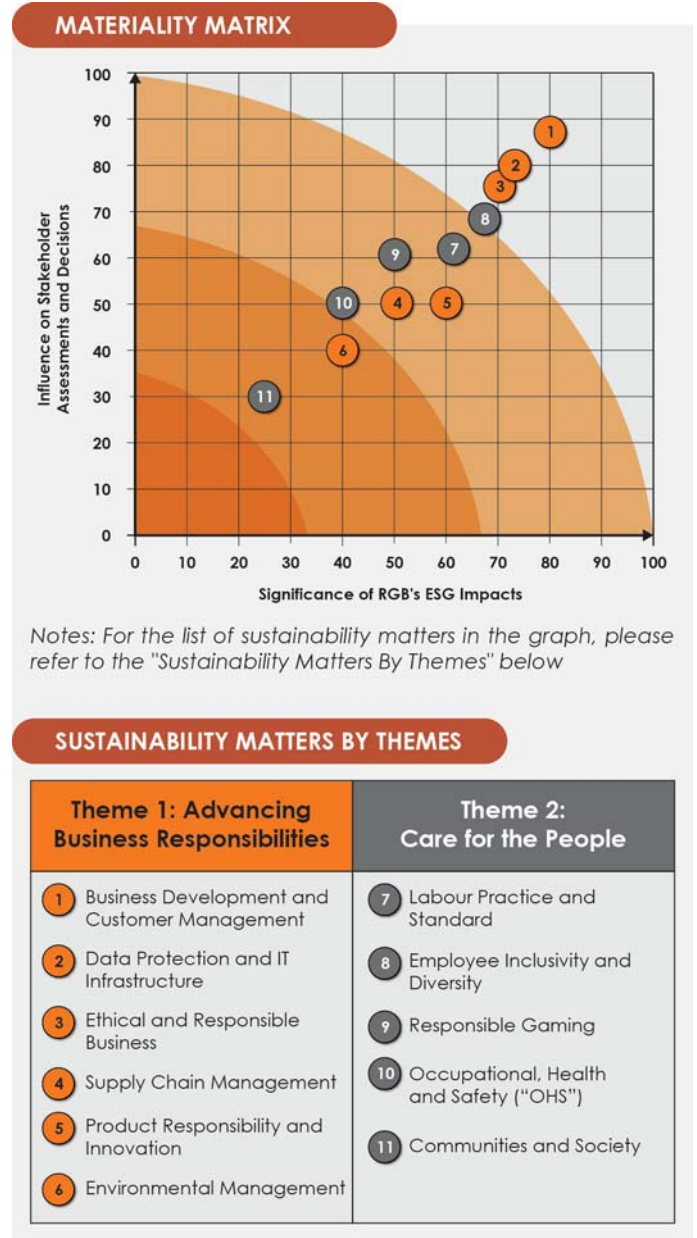 MATERIALITY MATRIX
100
90
80
70
60
50
40
30
20
10
0
Influence on Stakeholder
Assessments and Decisions
1
2
3
8
7
9
10
4
5
6
11
0 10 20 30 40 50 60 70 80 90 100
Significance of RGB's ESG Impacts
Notes: For the list of sustainability matters in the graph, please
refer to the "Sustainability Matters By Themes" below
SUSTAINABILITY MATTERS BY THEMES
Theme 1: Advancing
Business Responsibilities
1 Business Development and
Customer Management
2 Data Protection and IT
Infrastructure
3 Ethical and Responsible
Business
4 Supply Chain Management
5 Product Responsibility and
Innovation
6 Environmental Management
Theme 2:
Care for the People
7 Labour Practice and
Standard
8 Employee Inclusivity and
Diversity
9 Responsible Gaming
10 Occupational, Health
and Safety (“OHS”)
11 Communities and Society